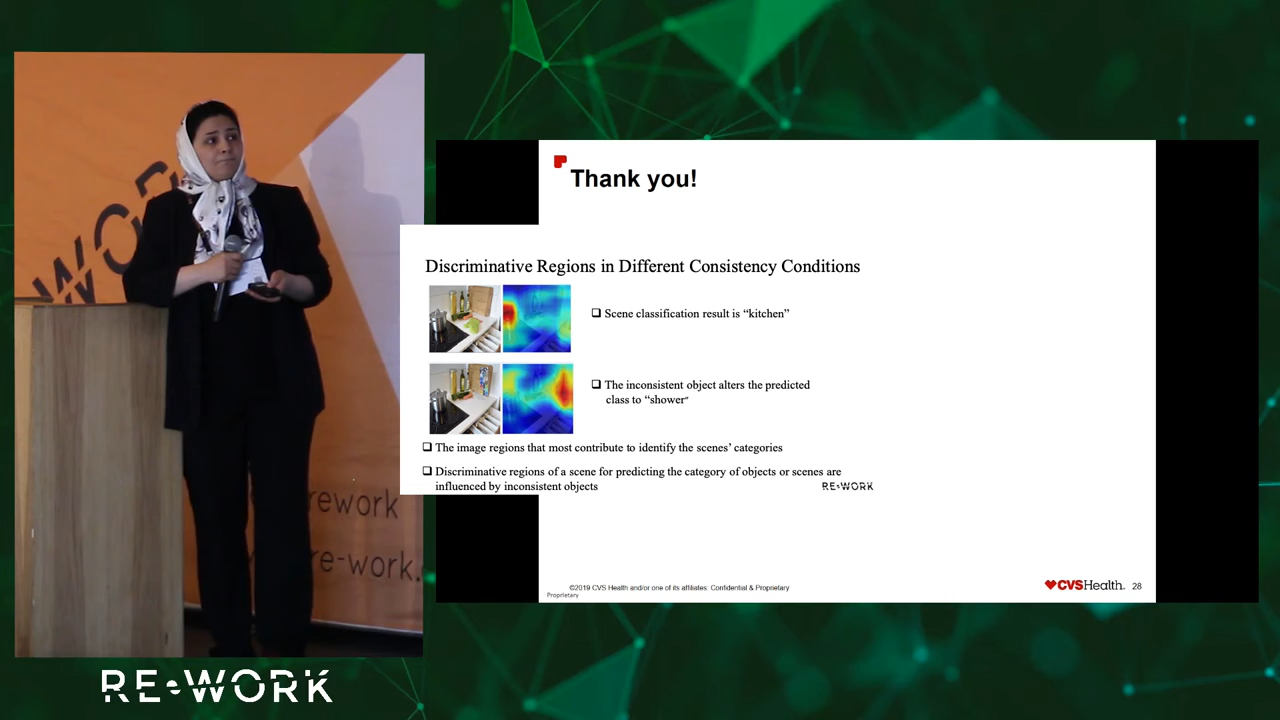 WOR
rework
re-work.
RE•WORK
Thank you!
Discriminative Regions in Different Consistency Conditions
❑ Scene classification result is “kitchen”
❑ The inconsistent object alters the predicted
class to “shower”
❑ The image regions that most contribute to identify the scenes’ categories
❑ Discriminative regions of a scene for predicting the category of objects or scenes are
influenced by inconsistent objects
RE•WORK
©2019 CVS Health and/or one of its affiliates. Confidential & Proprietary
Proprietary
CVSHealth. 28